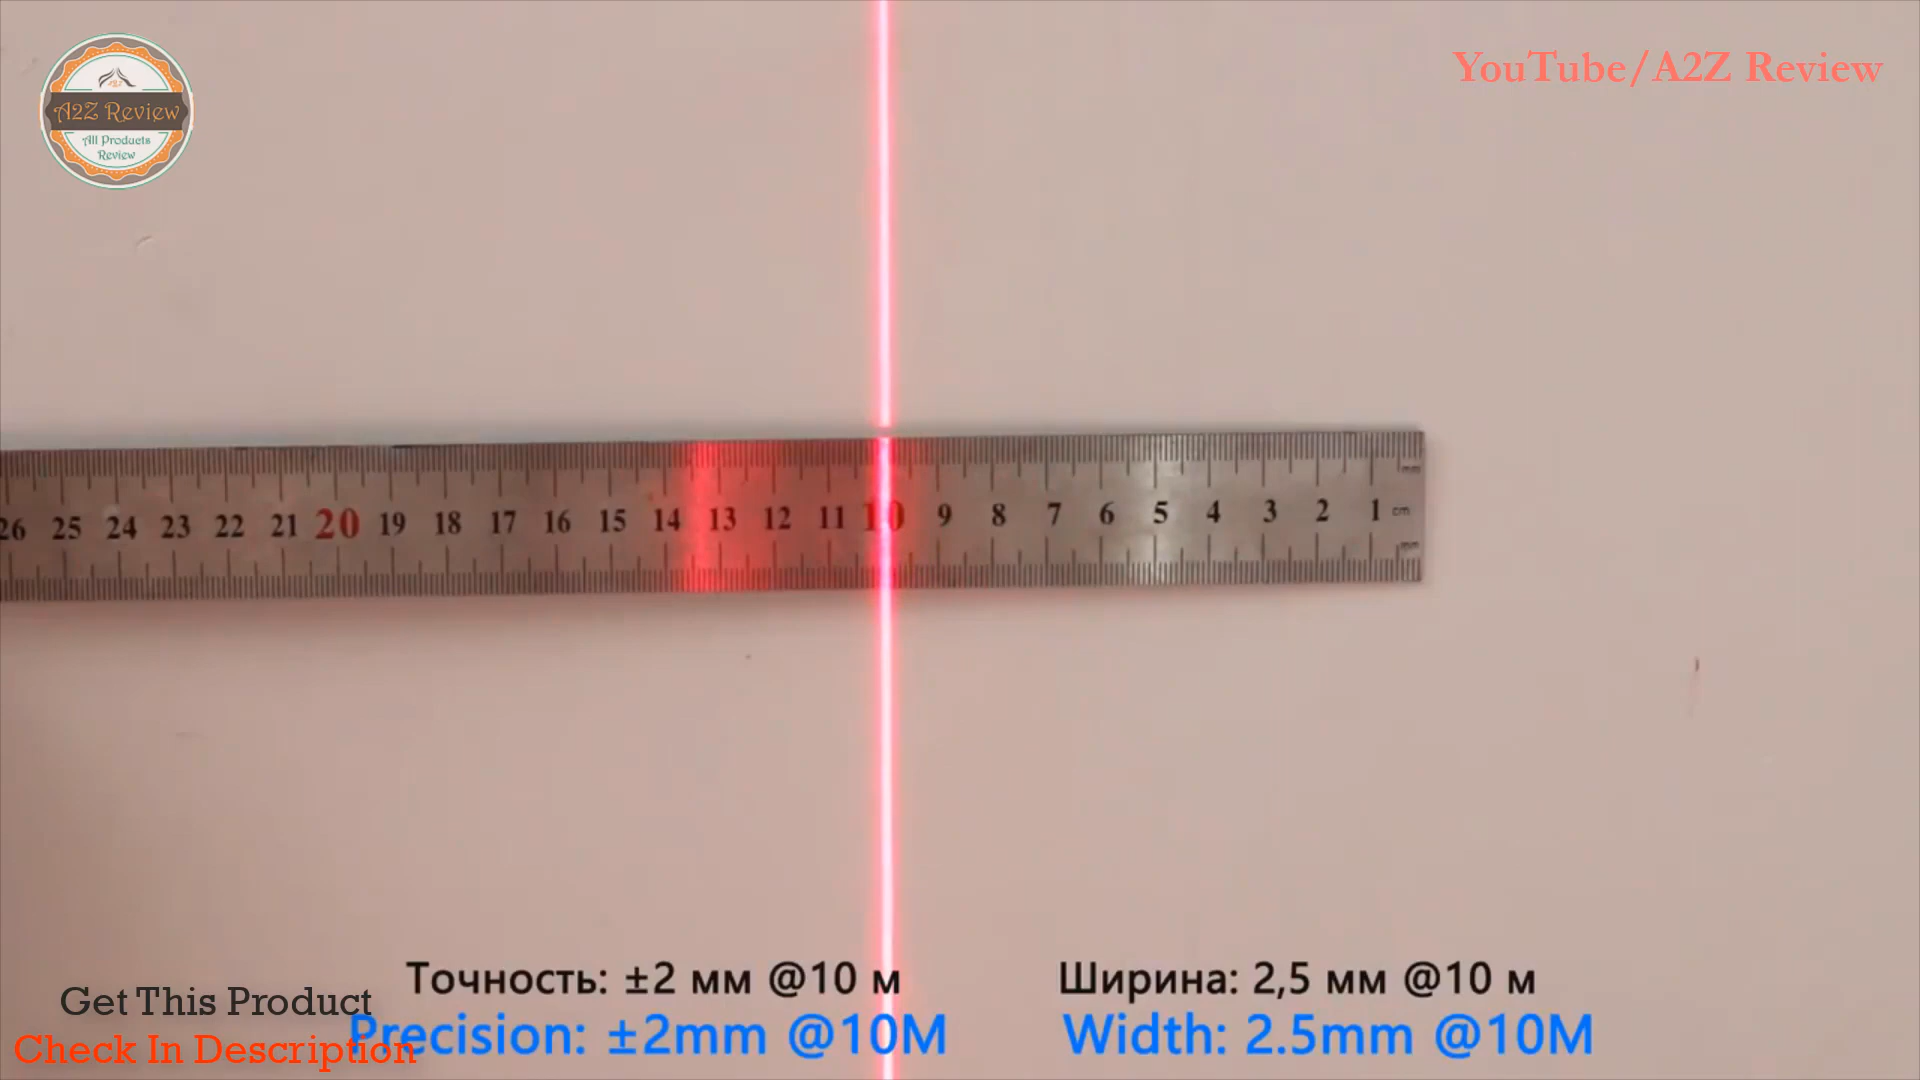 A2Z Review
All Products
Review
YouTube/A2Z Review
26 25 24 23 22 21 20 19 18 17 16 15 14 13 12 11 10 9 8 7 6 5 4 3 2 1 cm
mm
mm
Точность: ±2 мм @10 м
Ширина: 2,5 мм @10 м
Precision: ±2mm @10M
Width: 2.5mm @10M
Get This Product
Check In Description